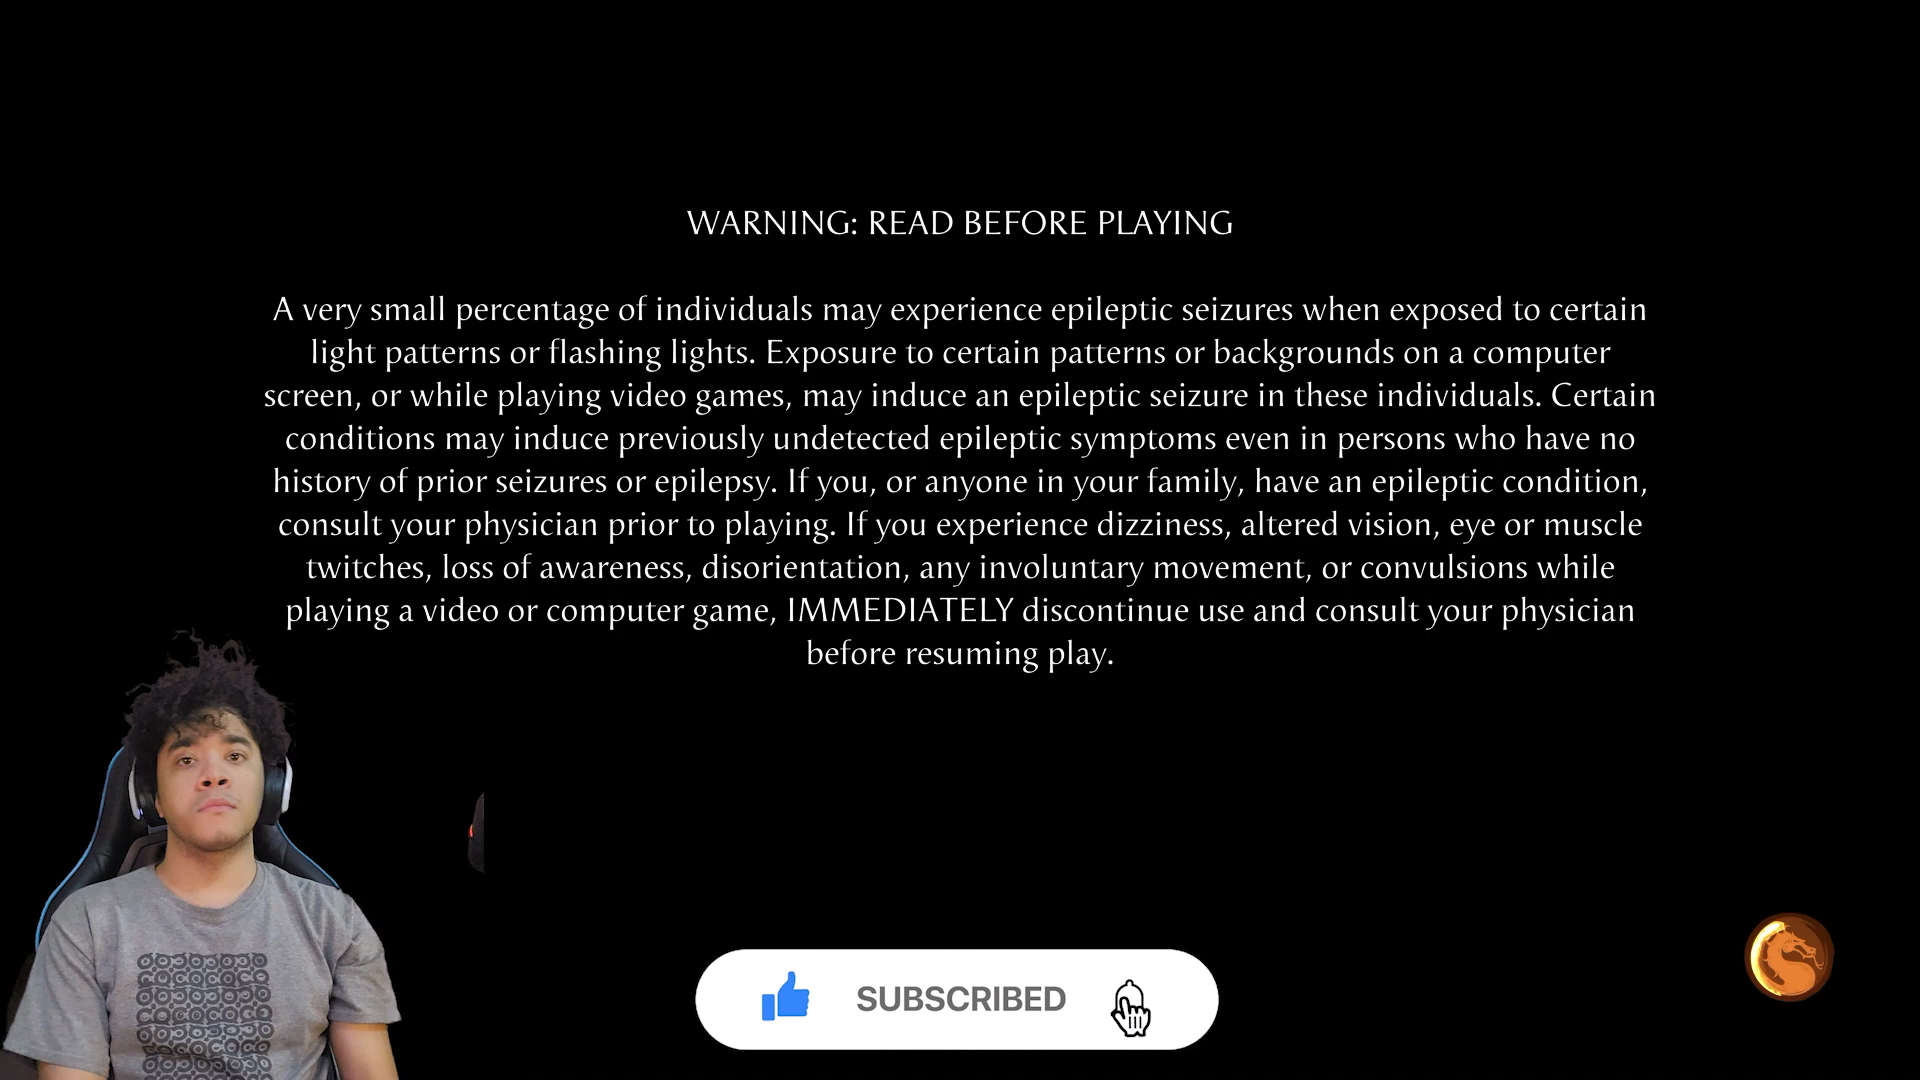 WARNING: READ BEFORE PLAYING
A very small percentage of individuals may experience epileptic seizures when exposed to certain
light patterns or flashing lights. Exposure to certain patterns or backgrounds on a computer
screen, or while playing video games, may induce an epileptic seizure in these individuals. Certain
conditions may induce previously undetected epileptic symptoms even in persons who have no
history of prior seizures or epilepsy. If you, or anyone in your family, have an epileptic condition,
consult your physician prior to playing. If you experience dizziness, altered vision, eye or muscle
twitches, loss of awareness, disorientation, any involuntary movement, or convulsions while
playing a video or computer game, IMMEDIATELY discontinue use and consult your physician
before resuming play.
SUBSCRIBED